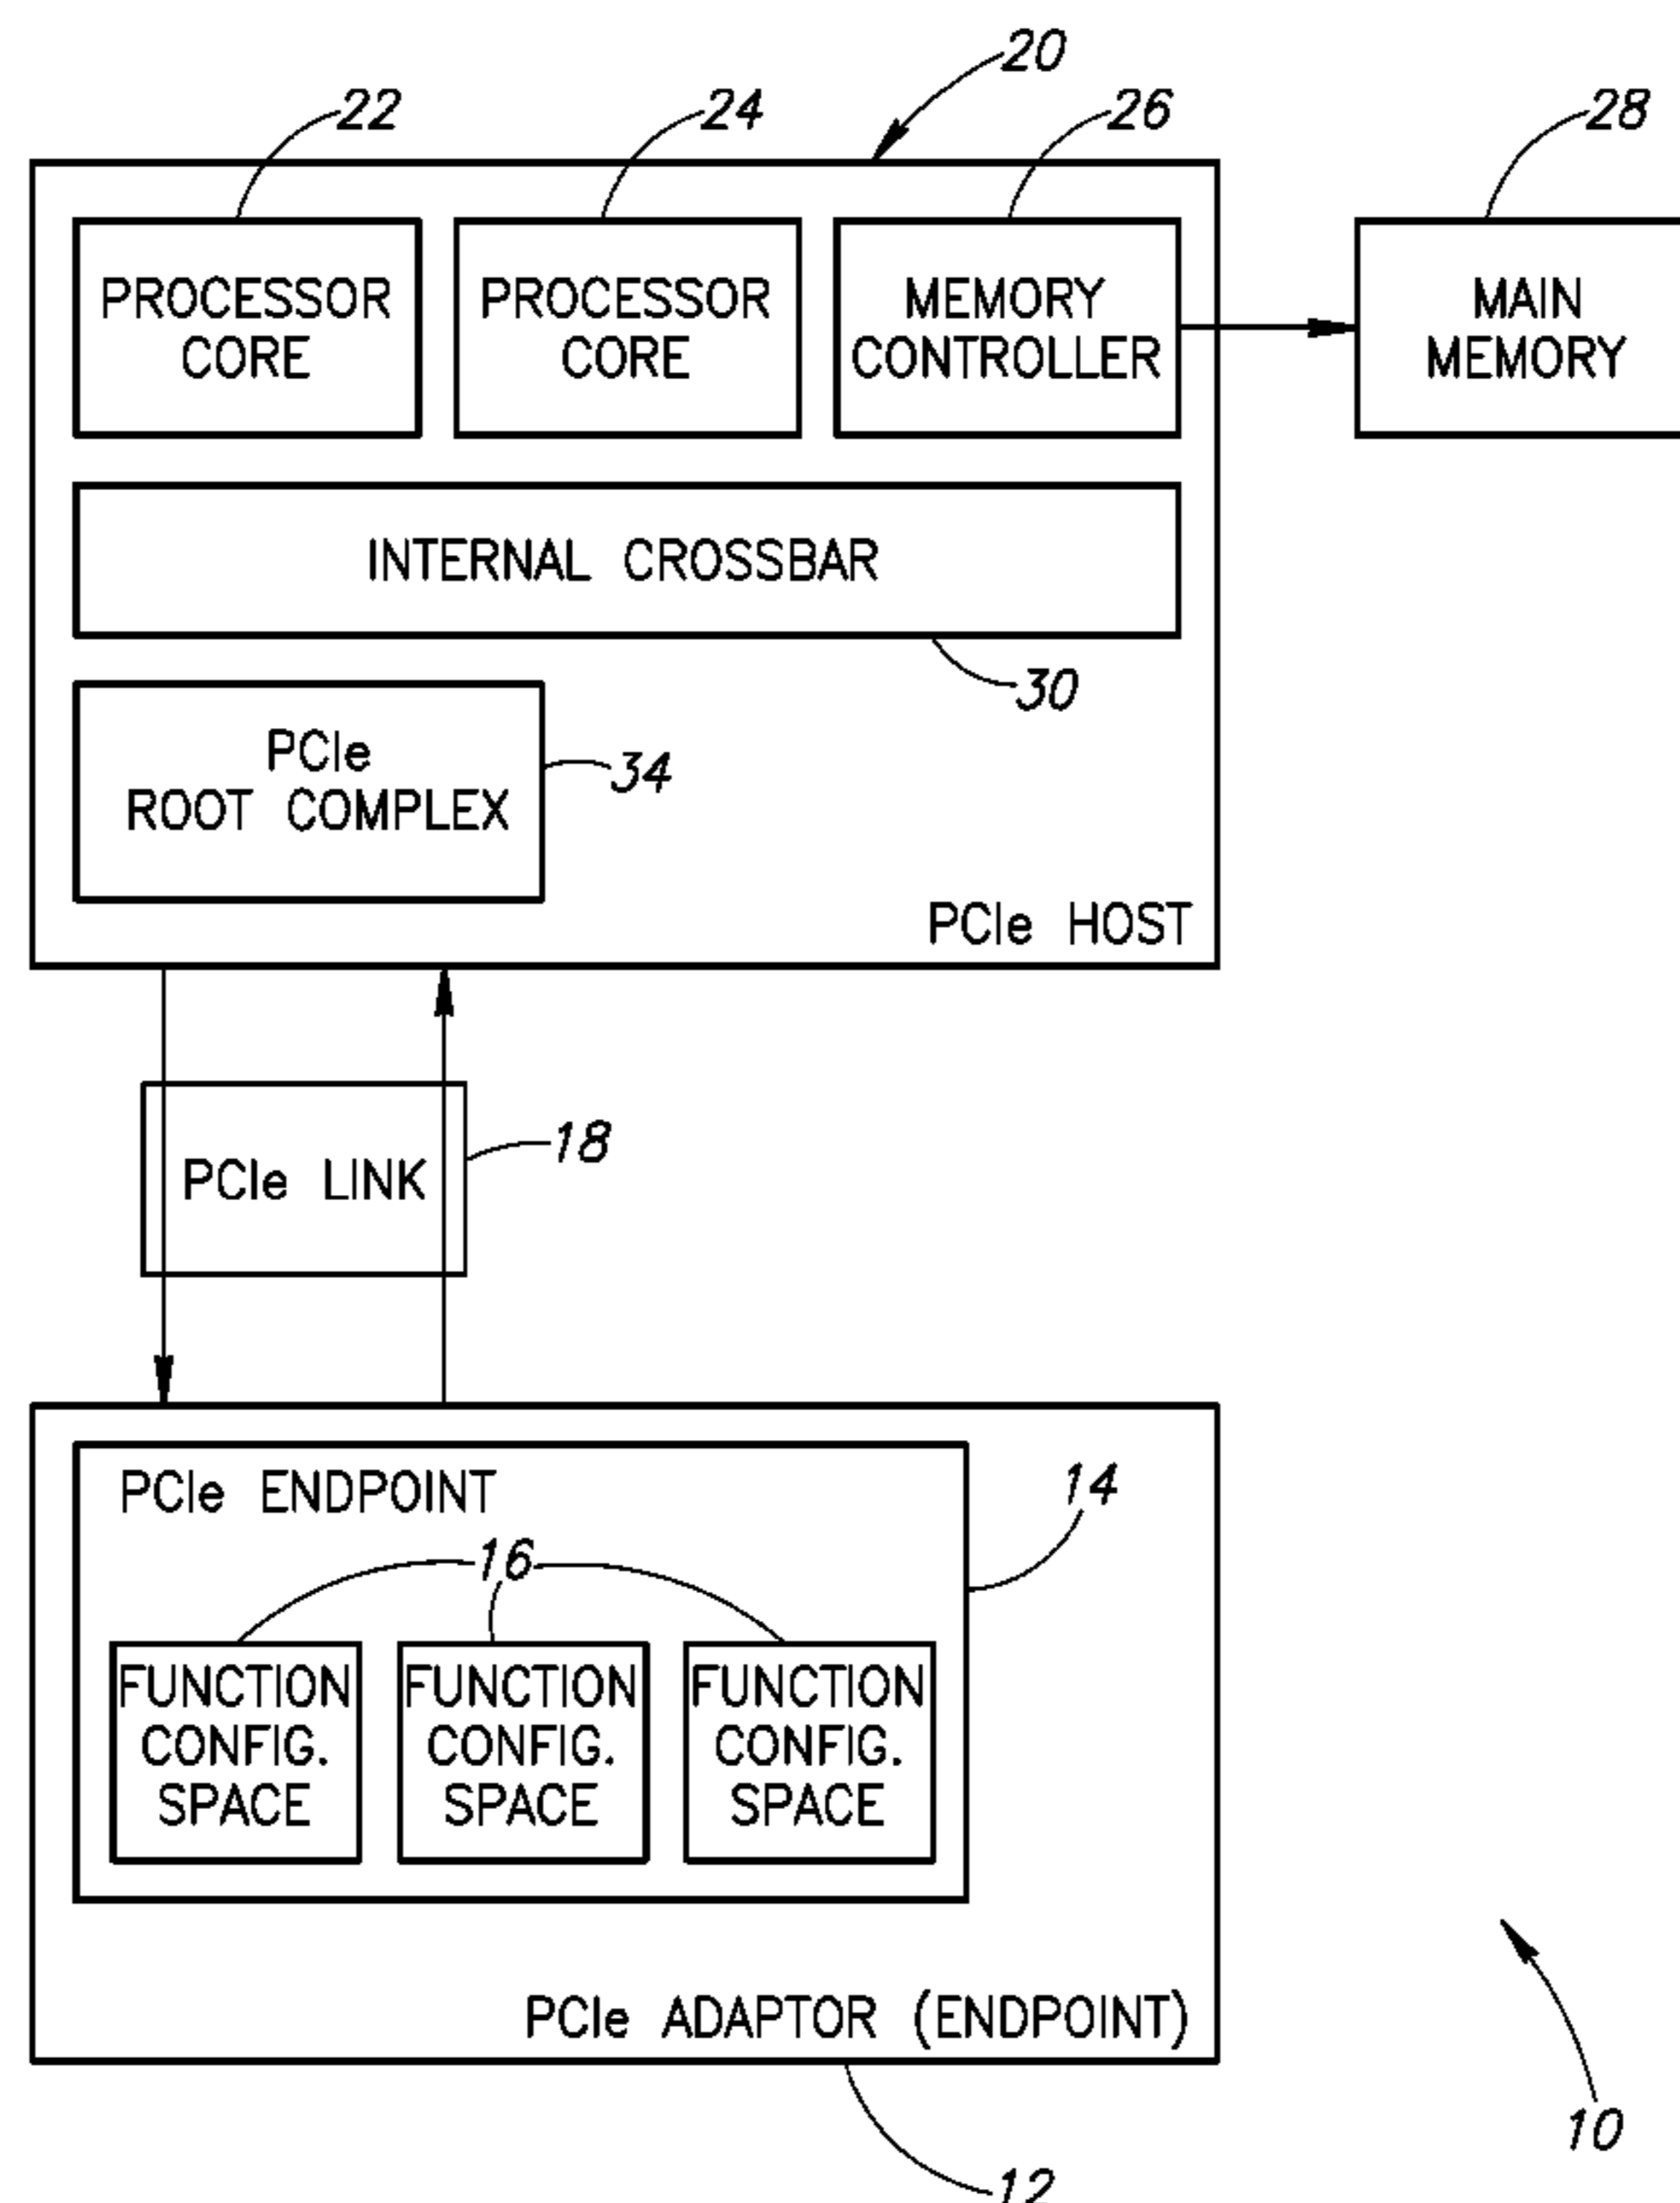 20
22
24
26
28
PROCESSOR
CORE
PROCESSOR
CORE
MEMORY
CONTROLLER
MAIN
MEMORY
INTERNAL CROSSBAR
30
PCIe
ROOT COMPLEX
34
PCIe HOST
PCIe LINK
18
PCIe ENDPOINT
14
16
FUNCTION
CONFIG.
SPACE
FUNCTION
CONFIG.
SPACE
FUNCTION
CONFIG.
SPACE
PCIe ADAPTOR (ENDPOINT)
10
12